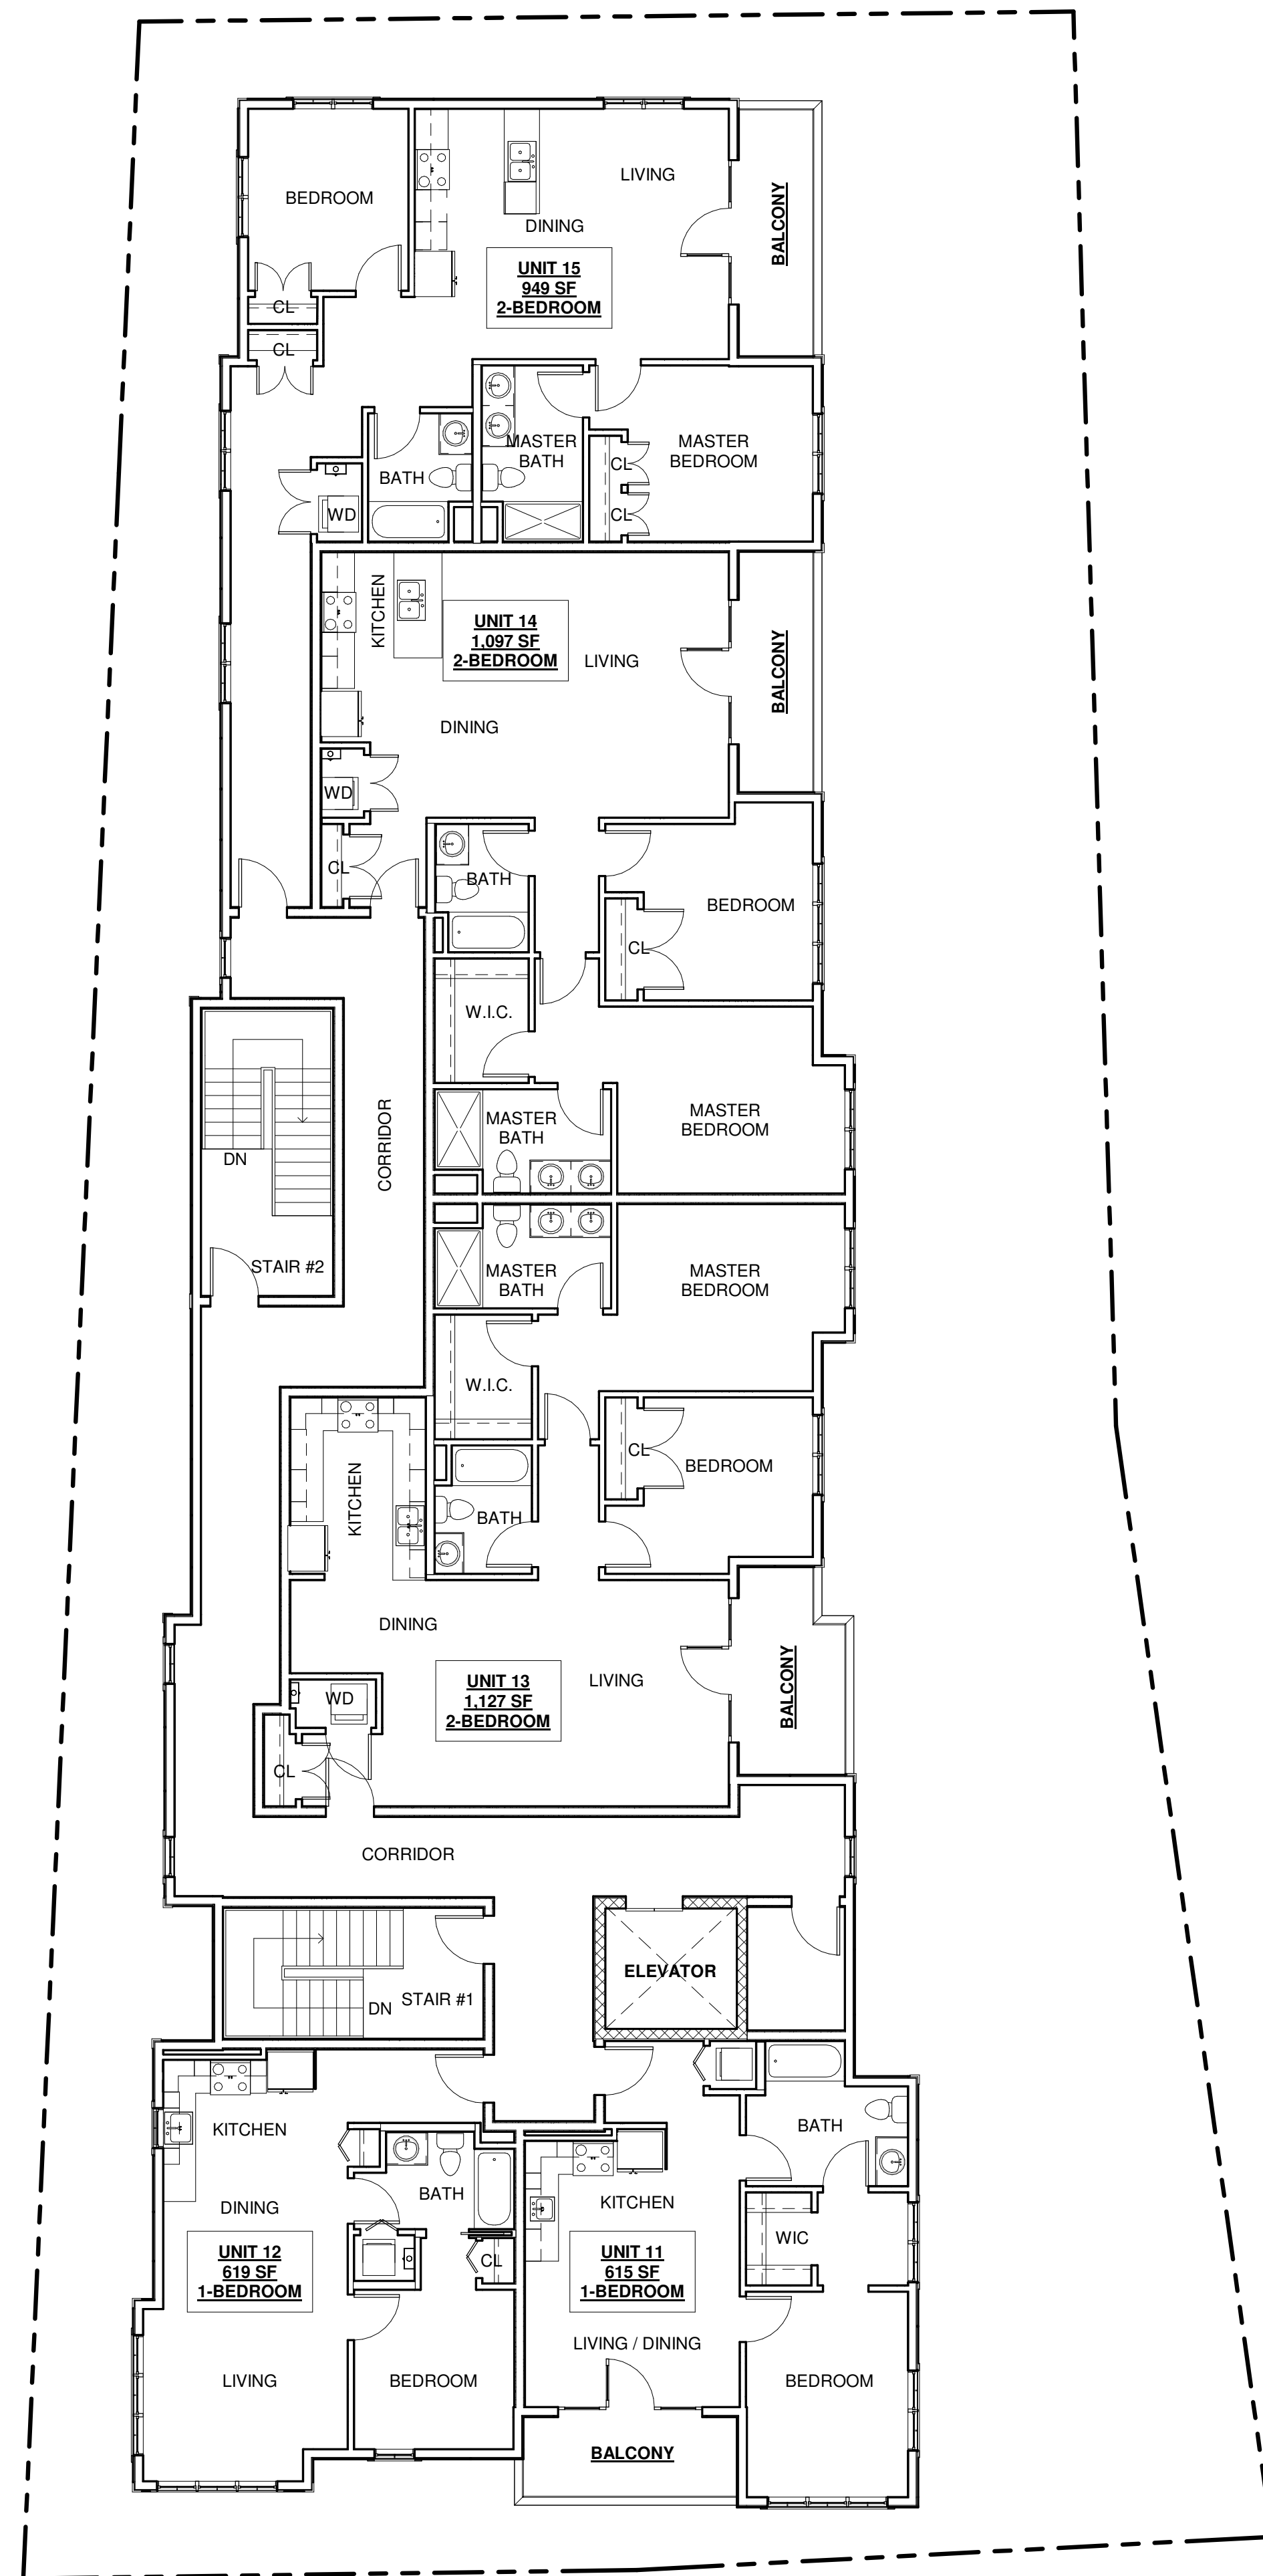 BEDROOM
LIVING
DINING
BALCONY
UNIT 15
949 SF
2-BEDROOM
CL
CL
MASTER
BATH
MASTER
BEDROOM
CL
BATH
CL
WD
KITCHEN
UNIT 14
1,097 SF
2-BEDROOM
LIVING
BALCONY
DINING
WD
CL
BATH
BEDROOM
CL
W.I.C.
CORRIDOR
MASTER
BATH
MASTER
BEDROOM
DN
STAIR #2
MASTER
BATH
MASTER
BEDROOM
W.I.C.
CL
BEDROOM
KITCHEN
BATH
DINING
LIVING
BALCONY
UNIT 13
1,127 SF
2-BEDROOM
WD
CL
CORRIDOR
ELEVATOR
STAIR #1
DN
KITCHEN
BATH
BATH
KITCHEN
DINING
WIC
UNIT 12
619 SF
1-BEDROOM
CL
UNIT 11
615 SF
1-BEDROOM
LIVING / DINING
LIVING
BEDROOM
BEDROOM
BALCONY